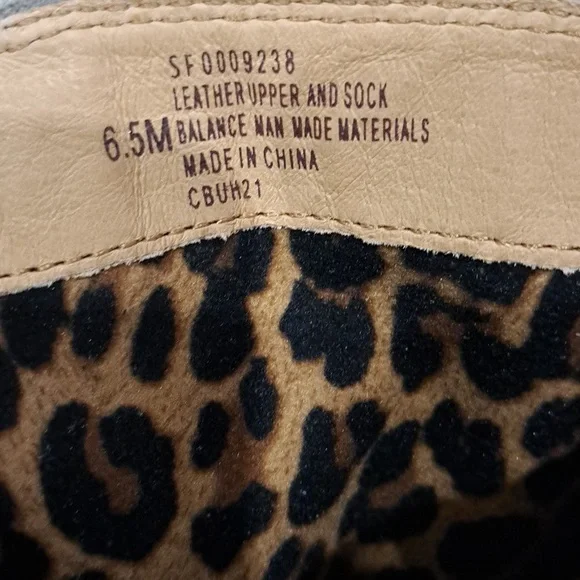 SF0009238
LEATHER UPPER AND SOCK
6.5M BALANCE MAN MADE MATERIALS
MADE IN CHINA
CBUH21